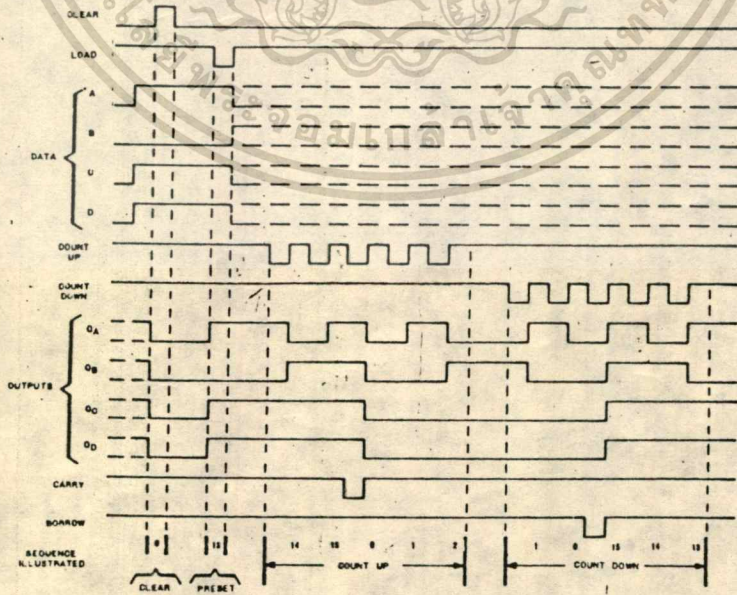 CLEAR
LOAD
A
B
DATA
C
D
COUNT
UP
COUNT
DOWN
QA
QB
OUTPUTS
QC
QD
CARRY
BORROW
SEQUENCE
ILLUSTRATED
0 13 14 15 0 1 2 1 0 15 14 13
COUNT UP COUNT DOWN
CLEAR PRESET